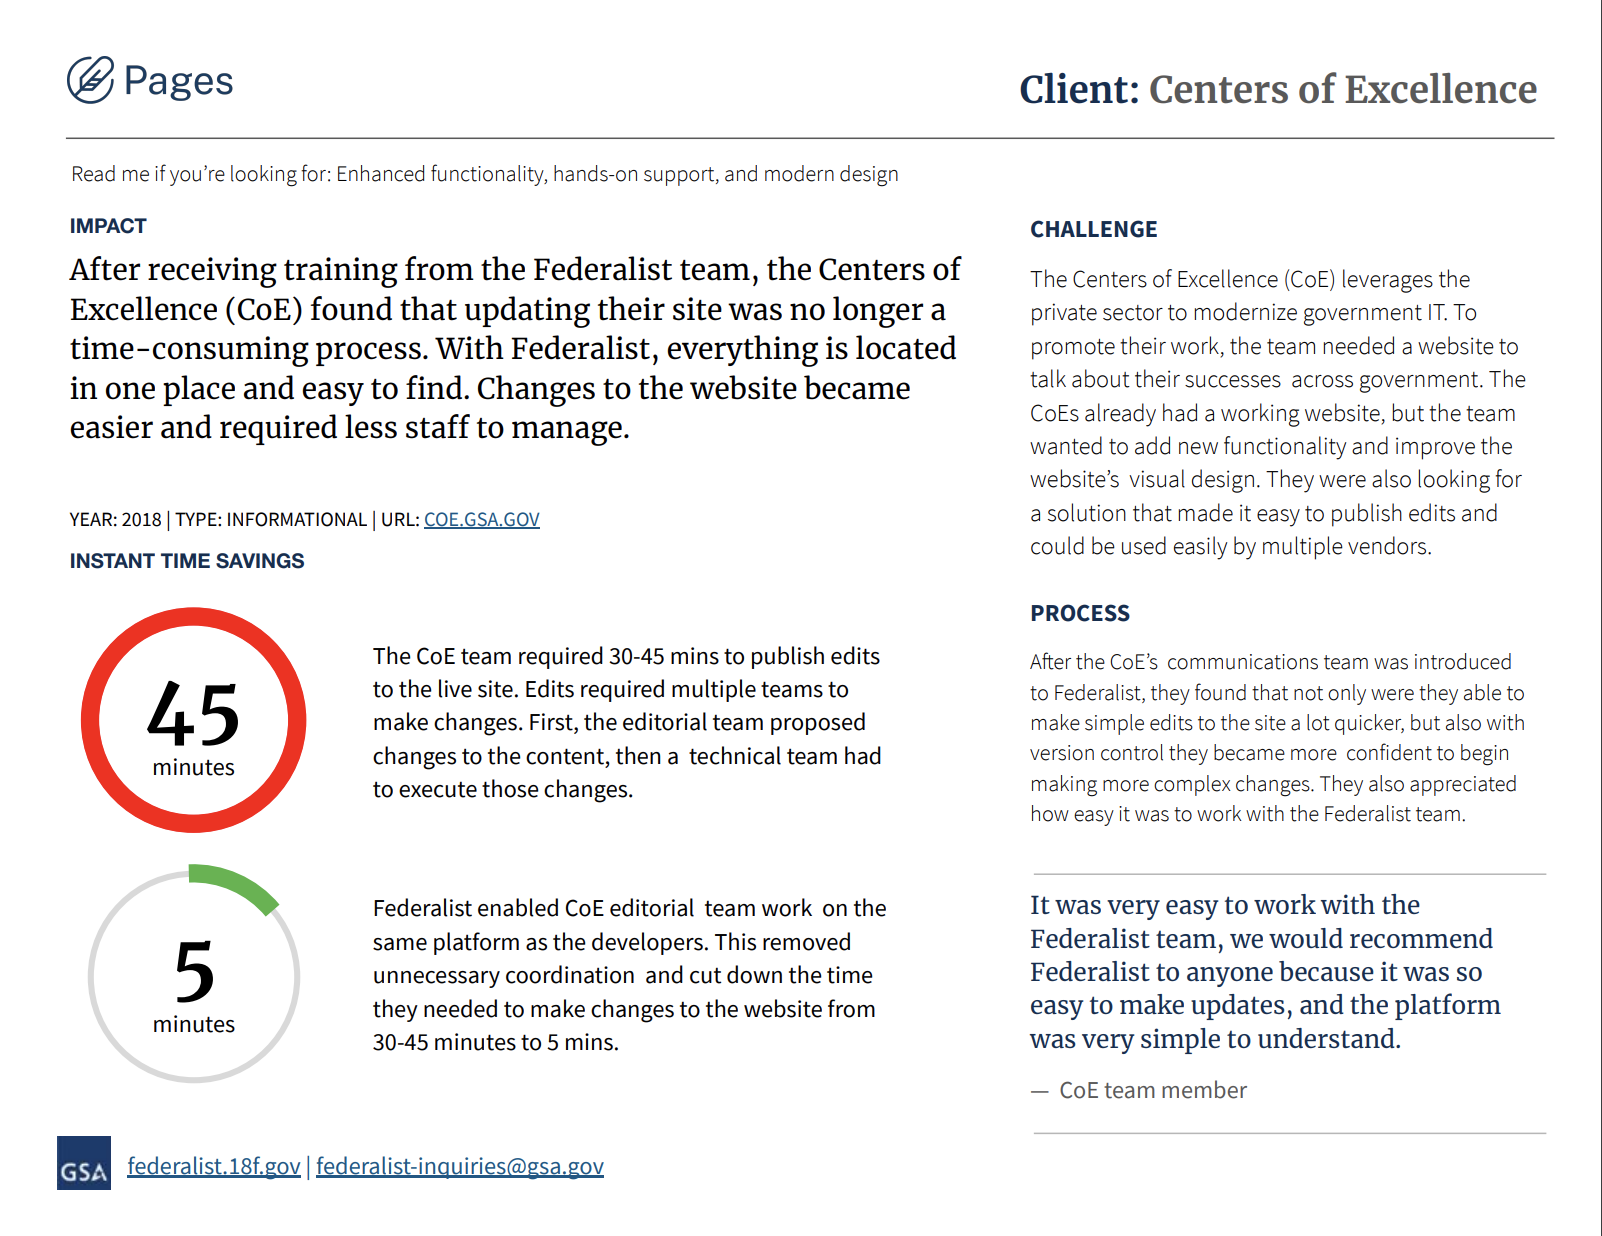 Pages
Client: Centers of Excellence
Read me if you’re looking for: Enhanced functionality, hands-on support, and modern design
IMPACT
After receiving training from the Federalist team, the Centers of
Excellence (CoE) found that updating their site was no longer a
time-consuming process. With Federalist, everything is located
in one place and easy to find. Changes to the website became
easier and required less staff to manage.
YEAR: 2018 | TYPE: INFORMATIONAL | URL: COE.GSA.GOV
INSTANT TIME SAVINGS
45
minutes
The CoE team required 30-45 mins to publish edits
to the live site. Edits required multiple teams to
make changes. First, the editorial team proposed
changes to the content, then a technical team had
to execute those changes.
5
minutes
Federalist enabled CoE editorial team work on the
same platform as the developers. This removed
unnecessary coordination and cut down the time
they needed to make changes to the website from
30-45 minutes to 5 mins.
CHALLENGE
The Centers of Excellence (CoE) leverages the
private sector to modernize government IT. To
promote their work, the team needed a website to
talk about their successes across government. The
CoEs already had a working website, but the team
wanted to add new functionality and improve the
website’s visual design. They were also looking for
a solution that made it easy to publish edits and
could be used easily by multiple vendors.
PROCESS
After the CoE’s communications team was introduced
to Federalist, they found that not only were they able to
make simple edits to the site a lot quicker, but also with
version control they became more confident to begin
making more complex changes. They also appreciated
how easy it was to work with the Federalist team.
It was very easy to work with the
Federalist team, we would recommend
Federalist to anyone because it was so
easy to make updates, and the platform
was very simple to understand.
— CoE team member
GSA
federalist.18f.gov | federalist-inquiries@gsa.gov